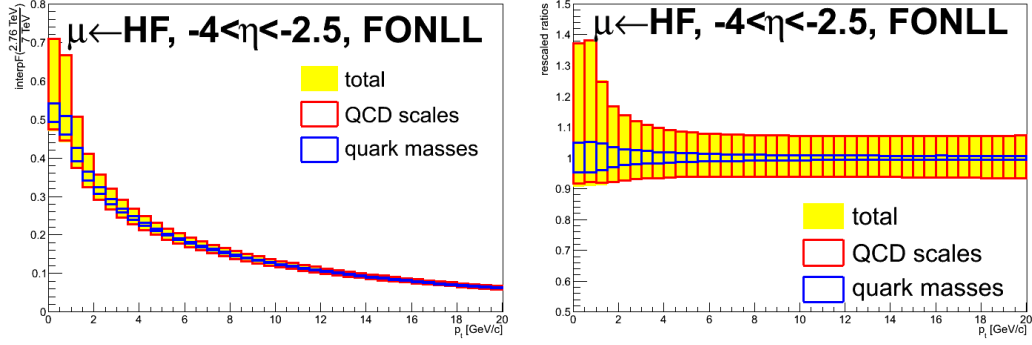 μ←HF, -4<η<-2.5, FONLL
interpF(2.76 TeV/7 TeV)
0.7
0.6
0.5
0.4
0.3
0.2
0.1
0
total
QCD scales
quark masses
0 2 4 6 8 10 12 14 16 18 20
p_t [GeV/c]
μ←HF, -4<η<-2.5, FONLL
rescaled ratios
1.5
1.4
1.3
1.2
1.1
1
0.9
0.8
0.7
0.6
0.5
total
QCD scales
quark masses
0 2 4 6 8 10 12 14 16 18 20
p_t [GeV/c]